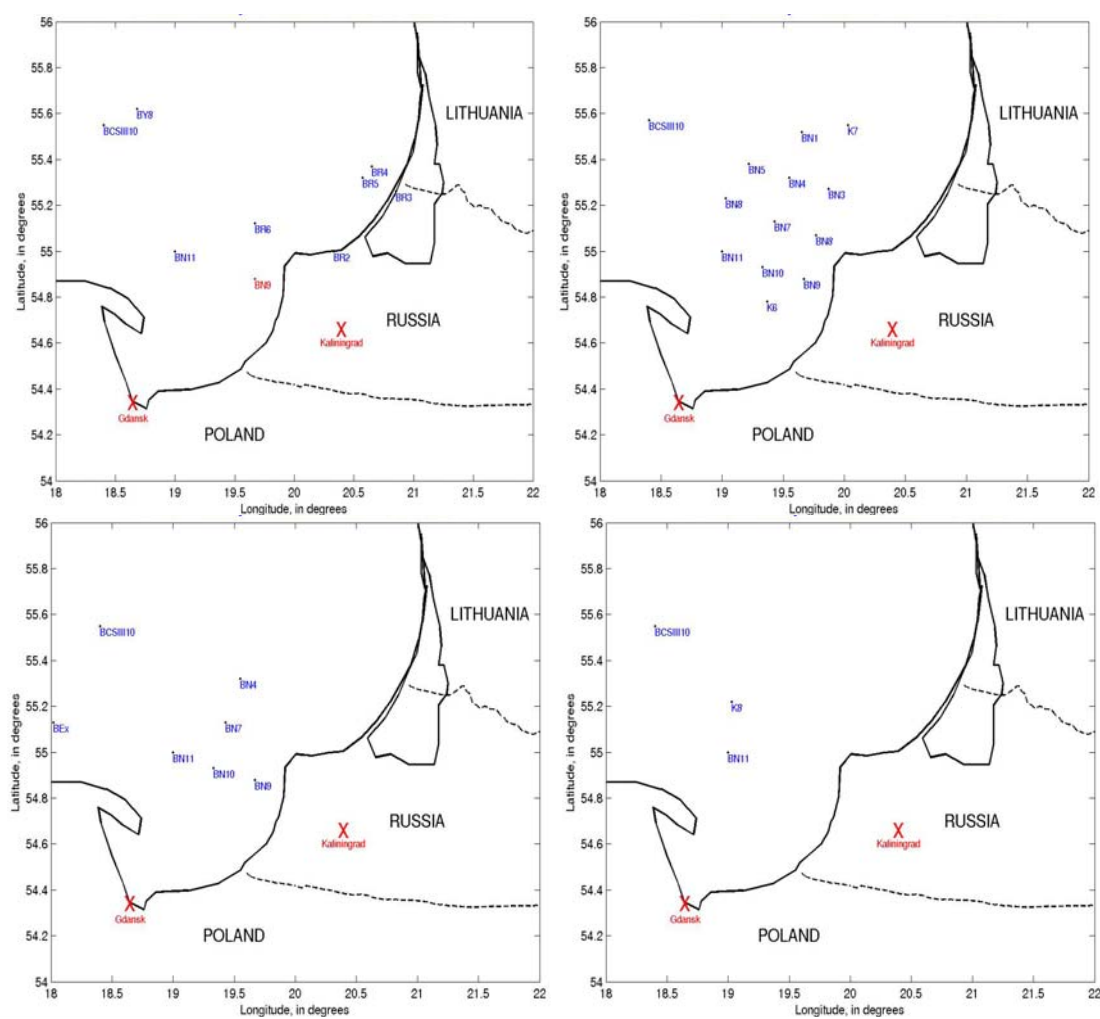 56
55.8
55.6
55.4
55.2
55
54.8
54.6
54.4
54.2
54
Latitude, in degrees
BY8
BCSIII10
LITHUANIA
BR4
BR5
BR3
BR6
BN11
BR2
BN9
RUSSIA
Kaliningrad
Gdansk
POLAND
18 18.5 19 19.5 20 20.5 21 21.5 22
Longitude, in degrees
56
55.8
55.6
55.4
55.2
55
54.8
54.6
54.4
54.2
54
Latitude, in degrees
BCSIII10
LITHUANIA
BN1
K7
BN5
BN4
BN3
BN8
BN7
BN8
BN11
BN10
BN9
K6
RUSSIA
Kaliningrad
Gdansk
POLAND
18 18.5 19 19.5 20 20.5 21 21.5 22
Longitude, in degrees
56
55.8
55.6
55.4
55.2
55
54.8
54.6
54.4
54.2
54
Latitude, in degrees
LITHUANIA
BCSIII10
BN4
BEx
BN7
BN11
BN10
BN9
RUSSIA
Kaliningrad
Gdansk
POLAND
18 18.5 19 19.5 20 20.5 21 21.5 22
Longitude, in degrees
56
55.8
55.6
55.4
55.2
55
54.8
54.6
54.4
54.2
54
Latitude, in degrees
LITHUANIA
BCSIII10
K8
BN11
RUSSIA
Kaliningrad
Gdansk
POLAND
18 18.5 19 19.5 20 20.5 21 21.5 22
Longitude, in degrees